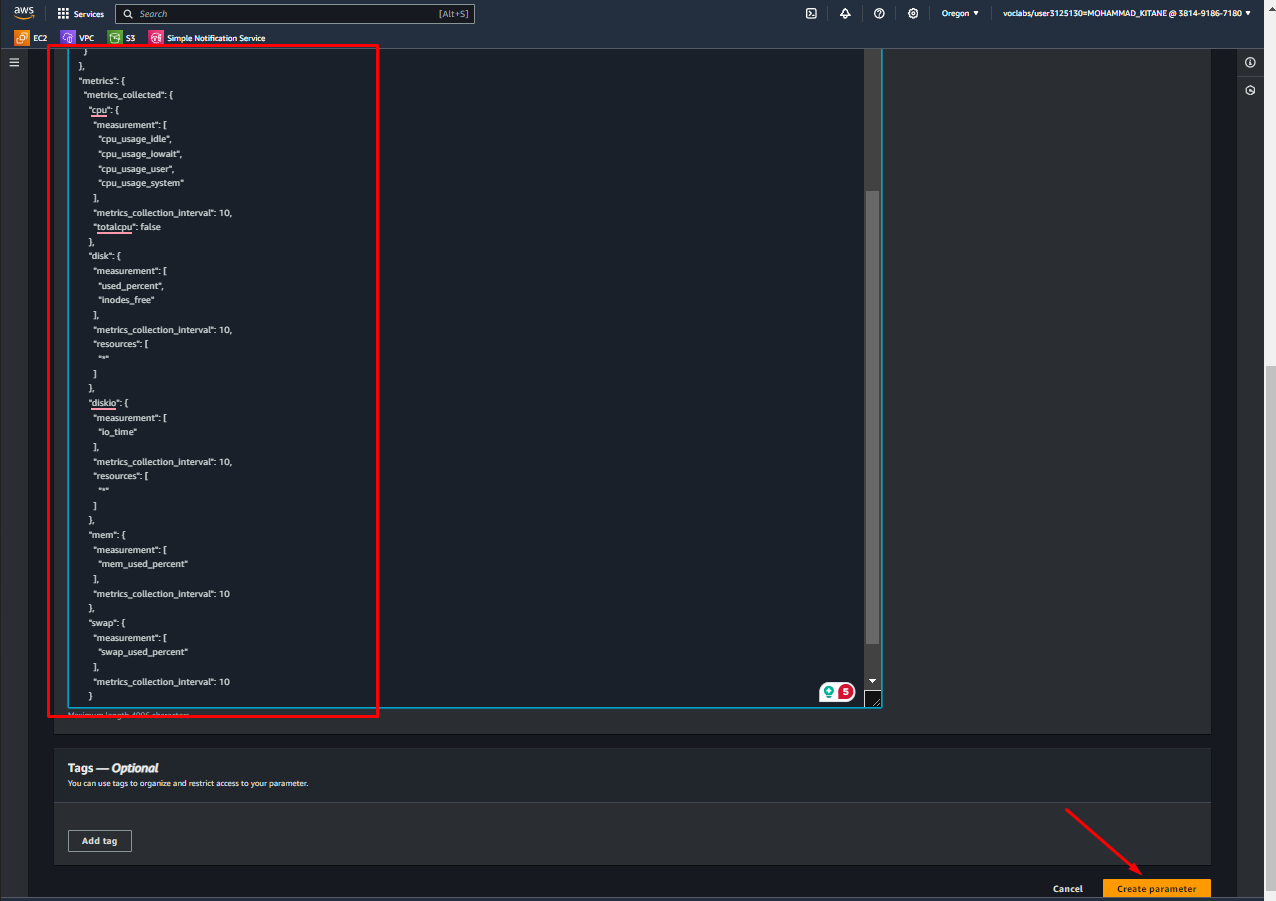 aws
Services
Search
[Alt+S]
Oregon
voclabs/user3125130=MOHAMMAD_KITANE @ 3814-9186-7180
EC2
VPC
S3
Simple Notification Service
}
},
"metrics": {
"metrics_collected": {
"cpu": {
"measurement": [
"cpu_usage_idle",
"cpu_usage_iowait",
"cpu_usage_user",
"cpu_usage_system"
],
"metrics_collection_interval": 10,
"totalcpu": false
},
"disk": {
"measurement": [
"used_percent",
"inodes_free"
],
"metrics_collection_interval": 10,
"resources": [
"*"
]
},
"diskio": {
"measurement": [
"io_time"
],
"metrics_collection_interval": 10,
"resources": [
"*"
]
},
"mem": {
"measurement": [
"mem_used_percent"
],
"metrics_collection_interval": 10
},
"swap": {
"measurement": [
"swap_used_percent"
],
"metrics_collection_interval": 10
}
5
Maximum length 4096 characters
Tags — Optional
You can use tags to organize and restrict access to your parameter.
Add tag
Cancel
Create parameter